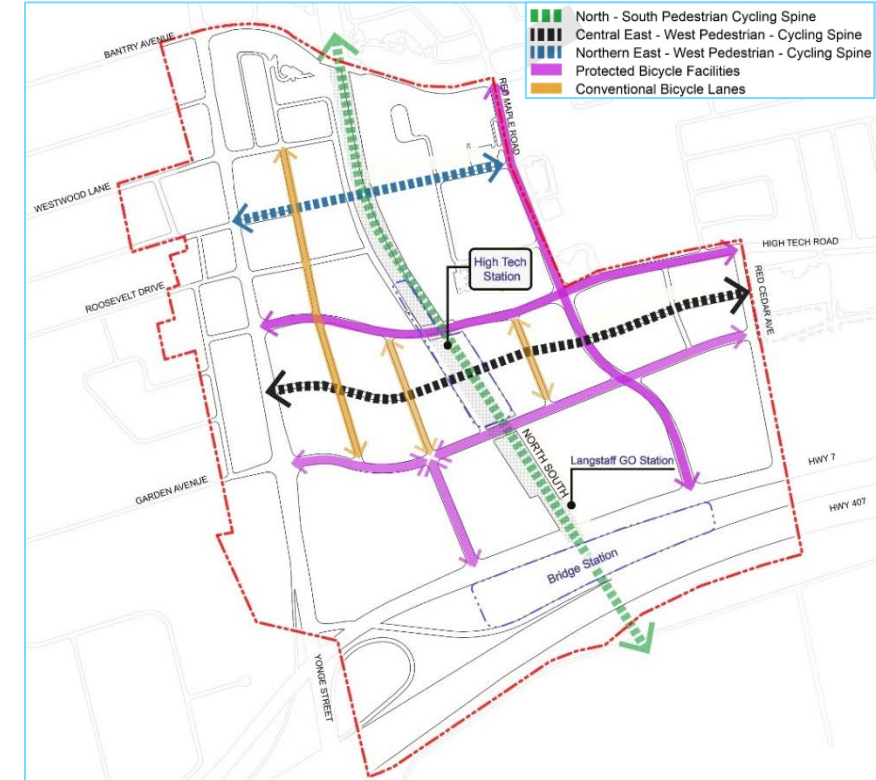 North - South Pedestrian Cycling Spine
Central East - West Pedestrian - Cycling Spine
Northern East - West Pedestrian - Cycling Spine
Protected Bicycle Facilities
Conventional Bicycle Lanes
BANTRY AVENUE
RED MAPLE ROAD
WESTWOOD LANE
HIGH TECH ROAD
High Tech
Station
ROOSEVELT DRIVE
RED CEDAR AVE
NORTH SOUTH
Langstaff GO Station
GARDEN AVENUE
HWY 7
HWY 407
Bridge Station
YONGE STREET